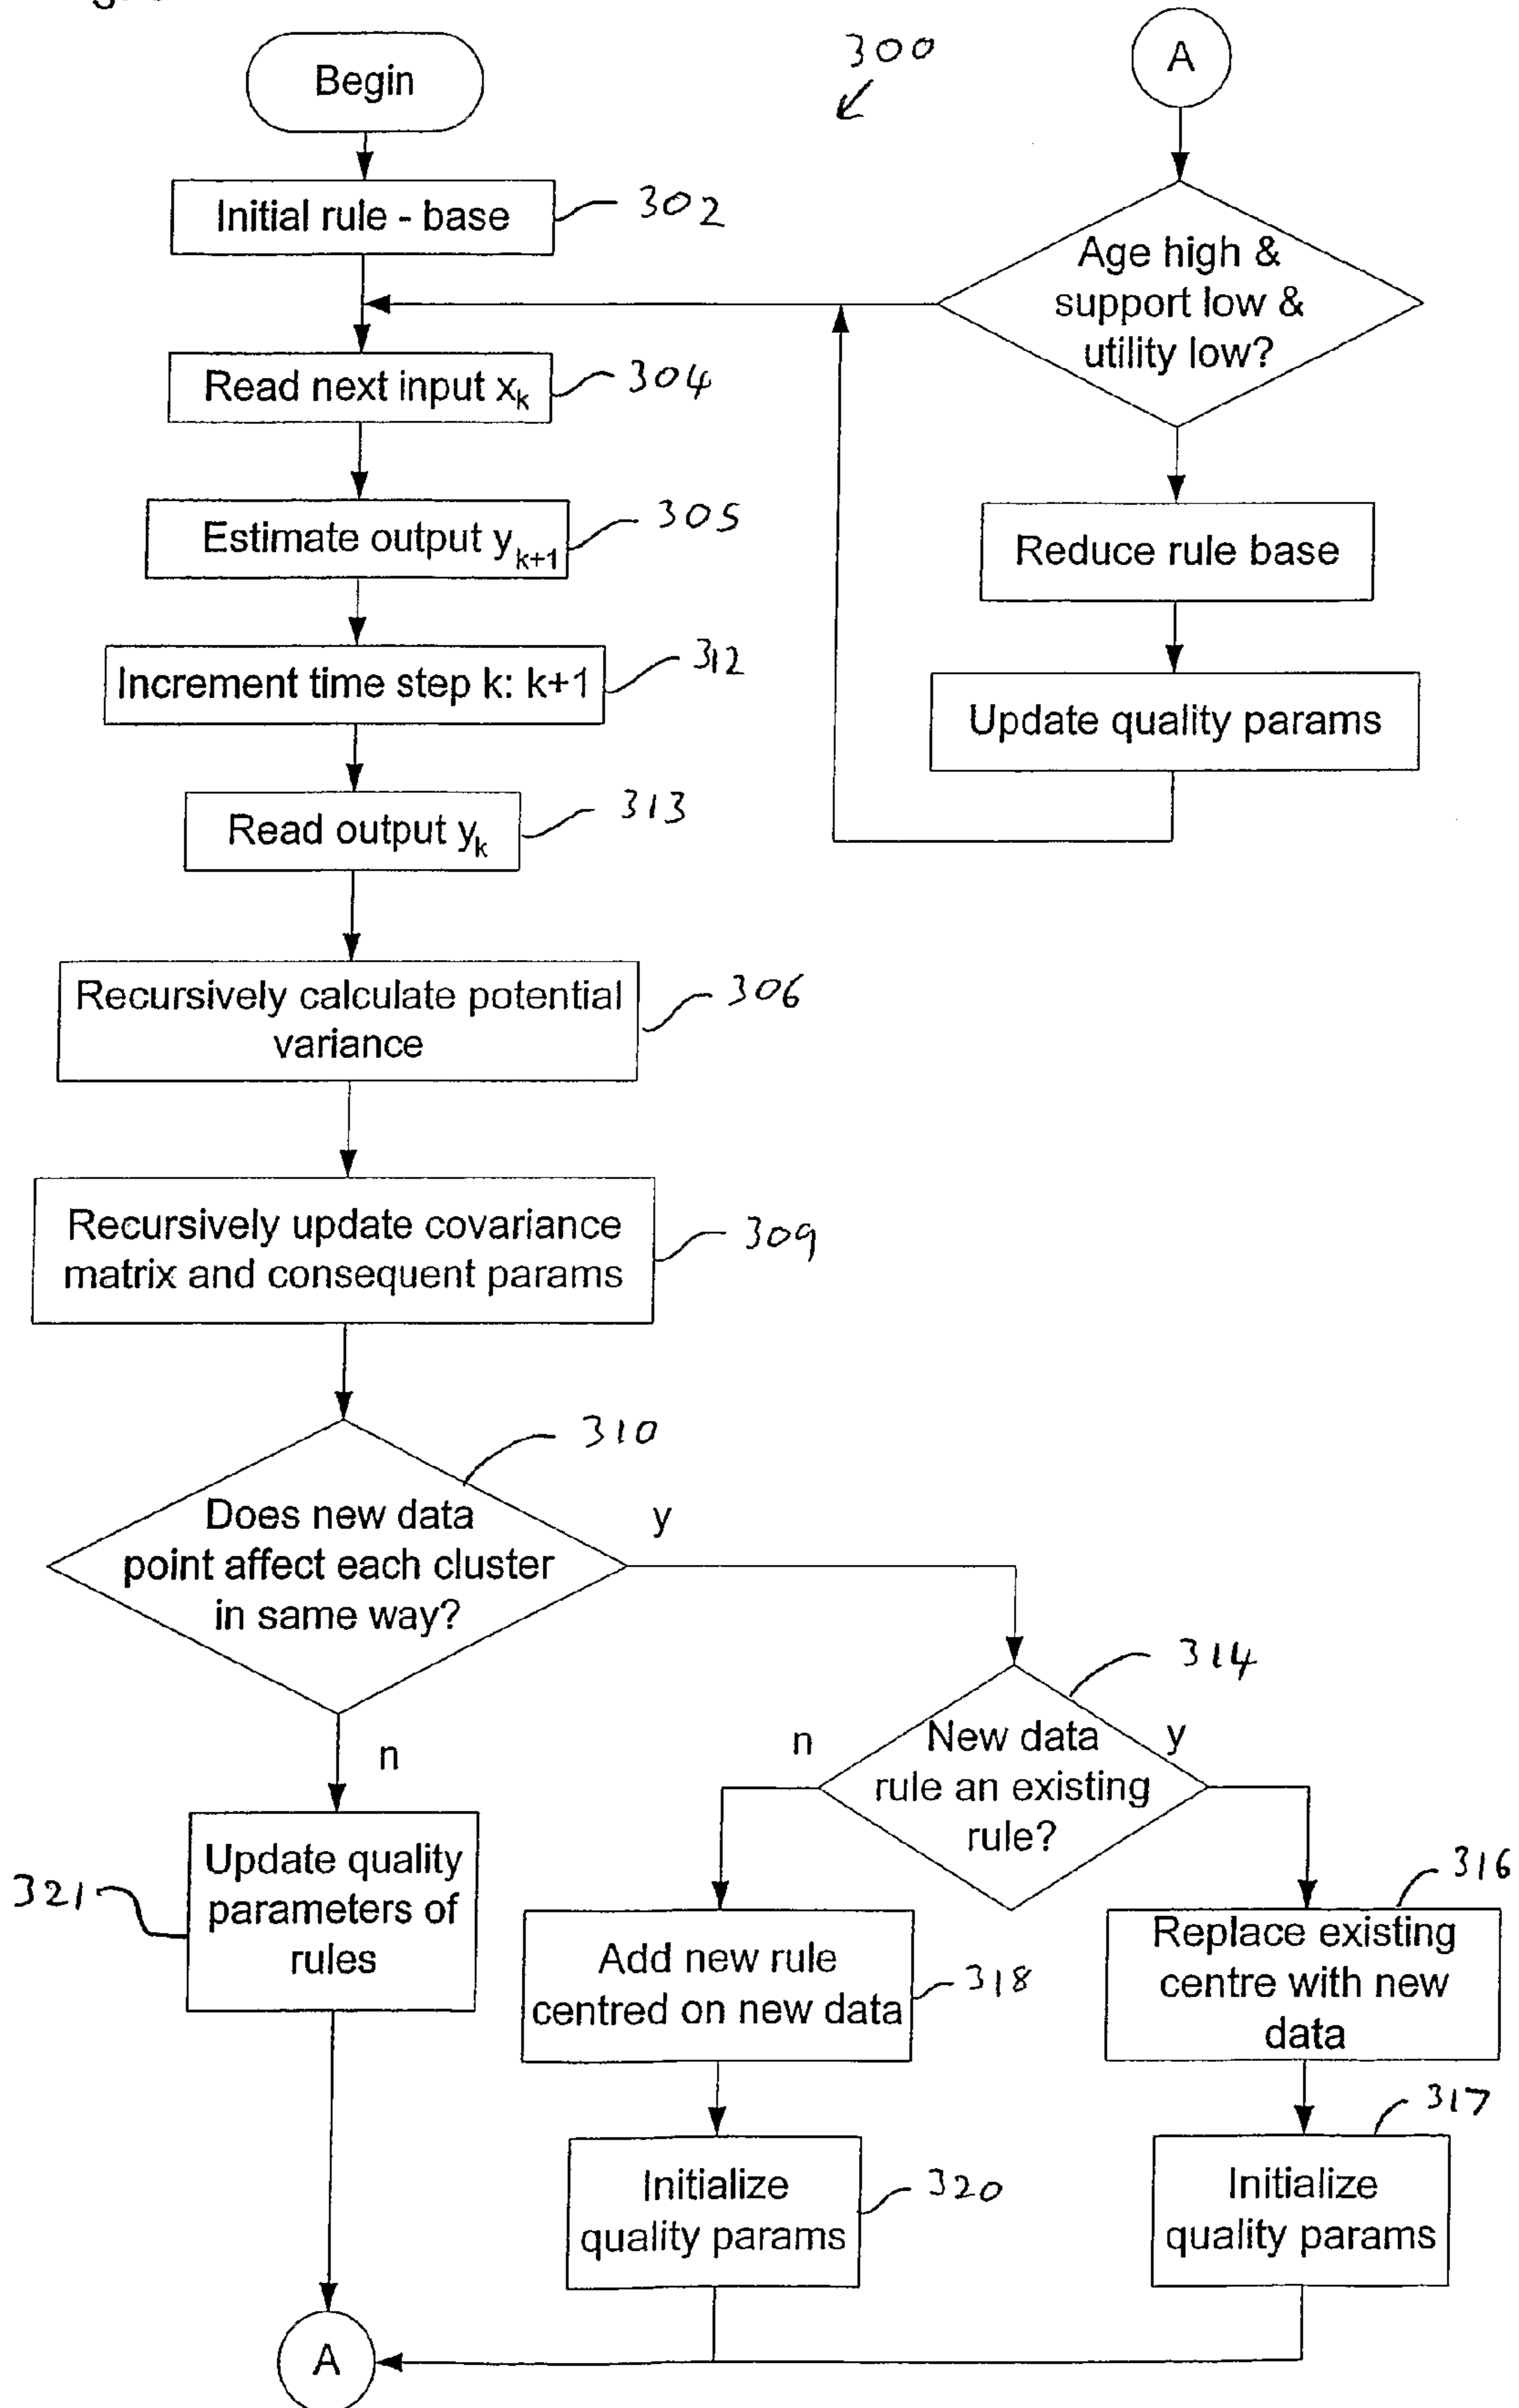 Begin
Initial rule - base
302
Read next input xk
304
Estimate output yk+1
305
Increment time step k: k+1
312
Read output yk
313
Recursively calculate potential
variance
306
Recursively update covariance
matrix and consequent params
309
Does new data
point affect each cluster
in same way?
310
y
n
Update quality
parameters of
rules
321
New data
rule an existing
rule?
314
n
y
Add new rule
centred on new data
318
Initialize
quality params
320
Replace existing
centre with new
data
316
Initialize
quality params
317
A
300
A
Age high &
support low &
utility low?
Reduce rule base
Update quality params